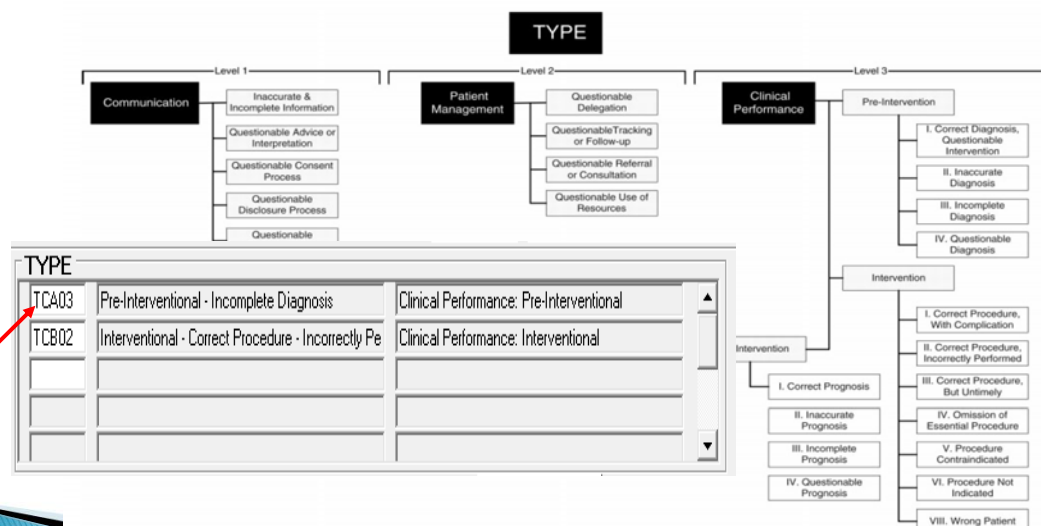 TYPE
Level 1
Level 2
Level 3
Communication
Inaccurate &
Incomplete Information
Questionable Advice or
Interpretation
Questionable Consent
Process
Questionable
Disclosure Process
Questionable
Patient
Management
Questionable
Delegation
QuestionableTracking
or Follow-up
Questionable Referral
or Consultation
Questionable Use of
Resources
Clinical
Performance
Pre-Intervention
I. Correct Diagnosis,
Questionable
Intervention
II. Inaccurate
Diagnosis
III. Incomplete
Diagnosis
IV. Questionable
Diagnosis
Intervention
I. Correct Procedure,
With Complication
II. Correct Procedure,
Incorrectly Performed
III. Correct Procedure,
But Untimely
IV. Omission of
Essential Procedure
V. Procedure
Contraindicated
VI. Procedure Not
Indicated
VIII. Wrong Patient
Intervention
I. Correct Prognosis
II. Inaccurate
Prognosis
III. Incomplete
Prognosis
IV. Questionable
Prognosis
TYPE
TCA03 Pre-Interventional - Incomplete Diagnosis Clinical Performance: Pre-Interventional
TCB02 Interventional - Correct Procedure - Incorrectly Pe Clinical Performance: Interventional